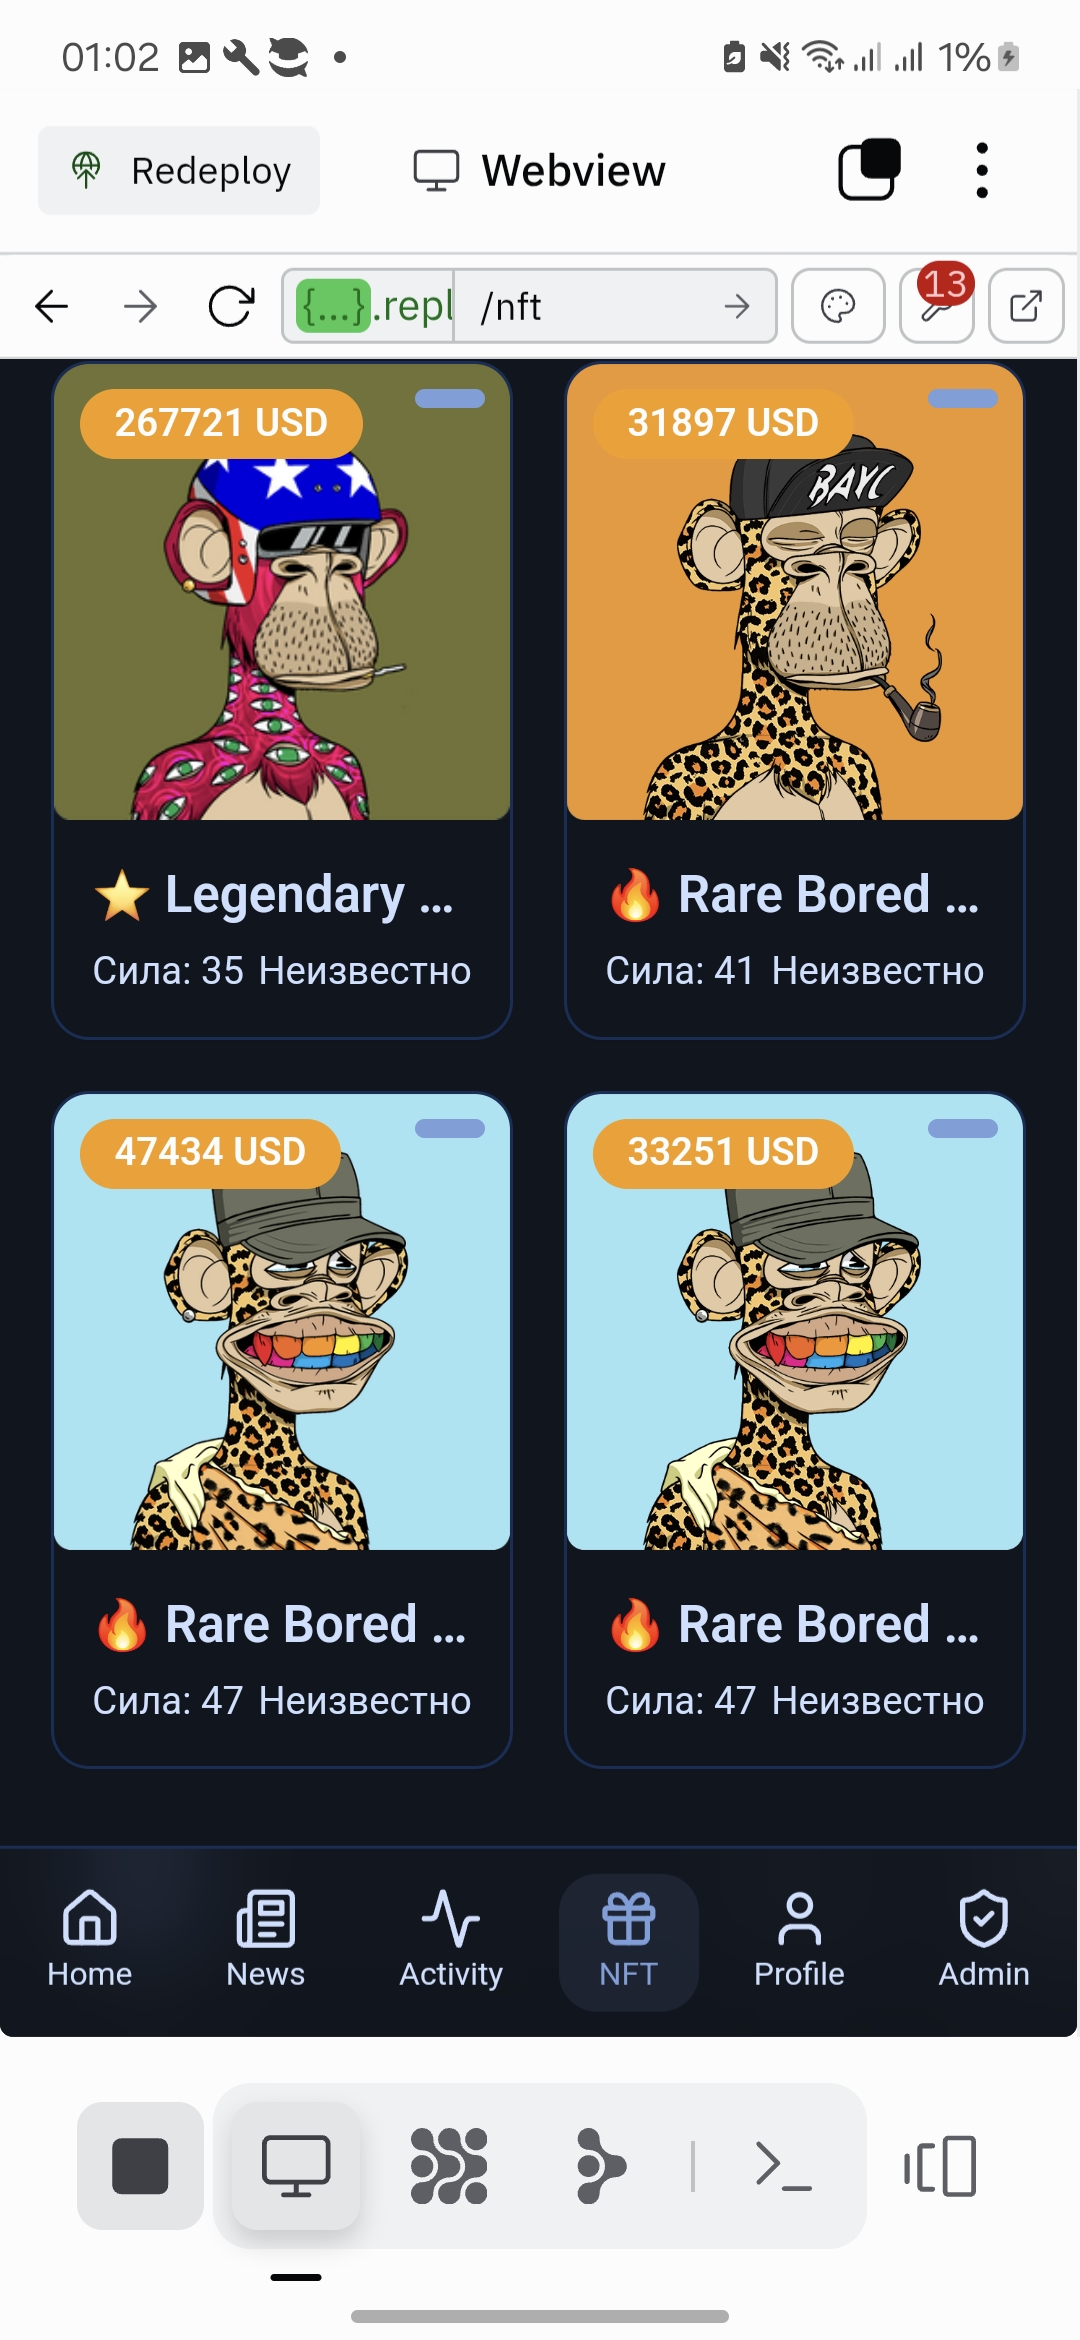 01:02
1%
Redeploy
Webview
{...}.repl
/nft
13
267721 USD
31897 USD
BAYC
⭐ Legendary ...
🔥 Rare Bored ...
Сила: 35 Неизвестно
Сила: 41 Неизвестно
47434 USD
33251 USD
🔥 Rare Bored ...
🔥 Rare Bored ...
Сила: 47 Неизвестно
Сила: 47 Неизвестно
Home
News
Activity
NFT
Profile
Admin